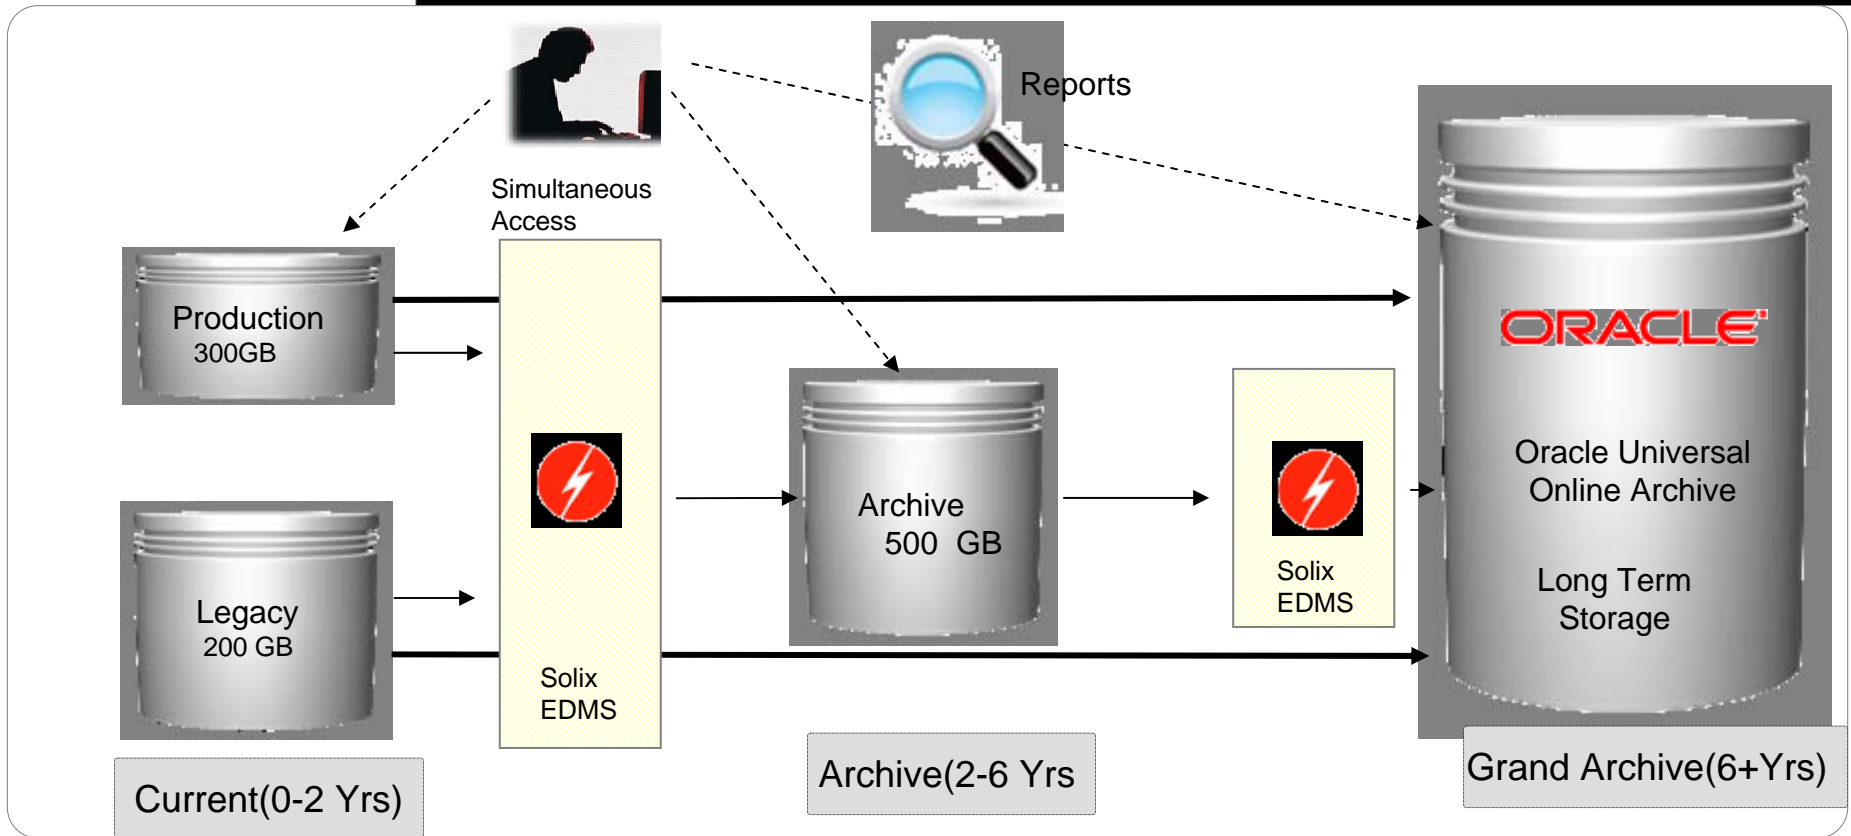 Reports
Simultaneous
Access
Production
300GB
ORACLE
Archive
500 GB
Oracle Universal
Online Archive
Solix
EDMS
Long Term
Storage
Legacy
200 GB
Solix
EDMS
Current(0-2 Yrs)
Archive(2-6 Yrs
Grand Archive(6+Yrs)